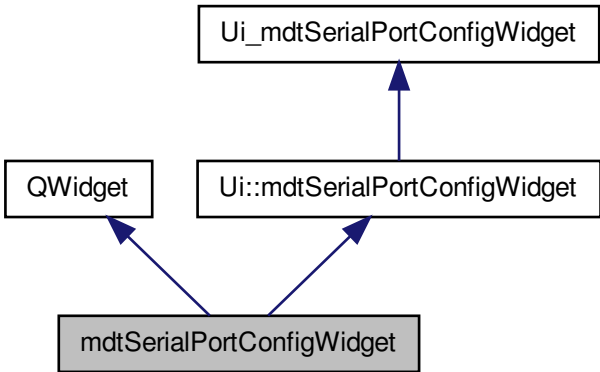 Ui_mdtSerialPortConfigWidget
QWidget
Ui::mdtSerialPortConfigWidget
mdtSerialPortConfigWidget